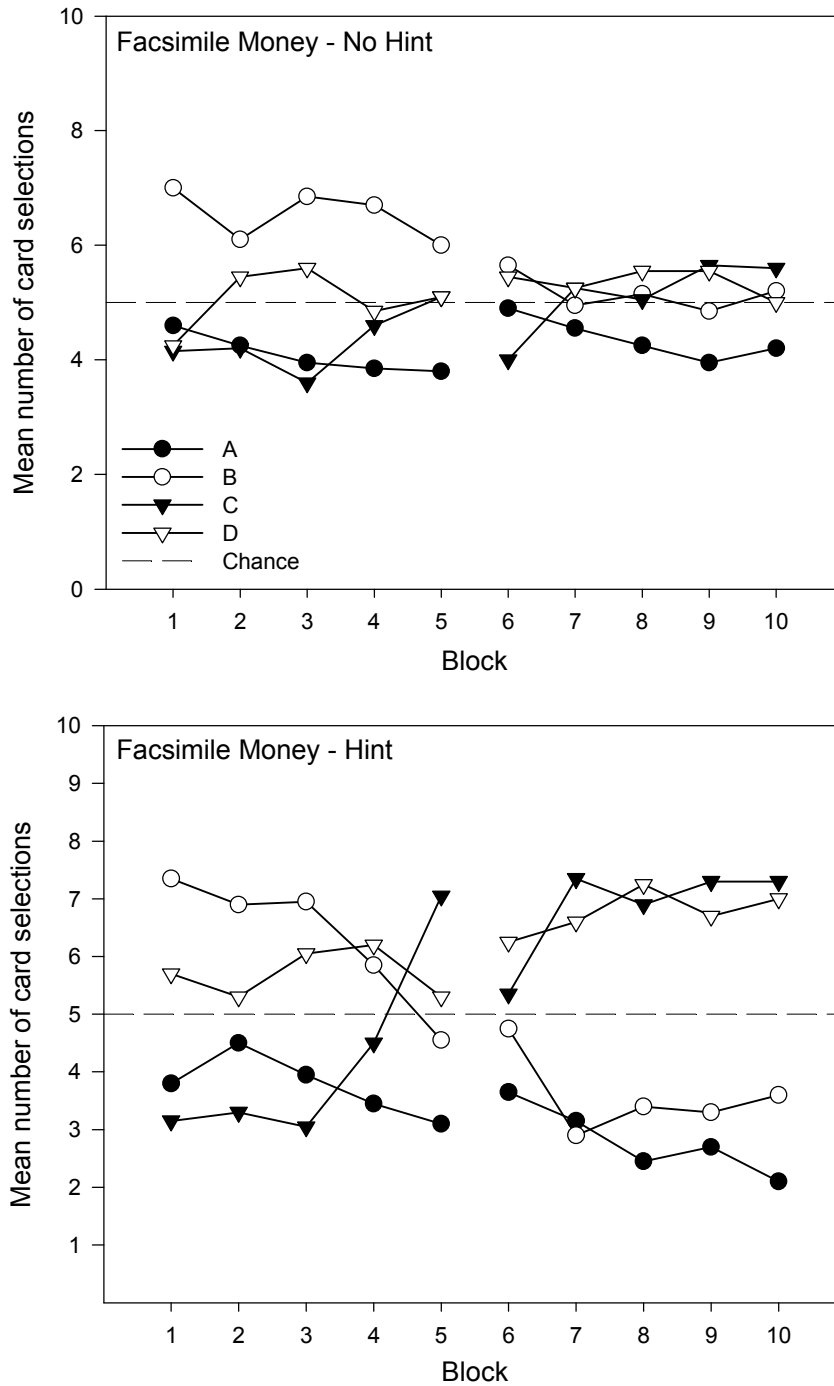 Facsimile Money - No Hint
Mean number of card selections
10
8
6
4
2
0
A
B
C
D
Chance
1 2 3 4 5 6 7 8 9 10
Block
Facsimile Money - Hint
Mean number of card selections
10
9
8
7
6
5
4
3
2
1
1 2 3 4 5 6 7 8 9 10
Block